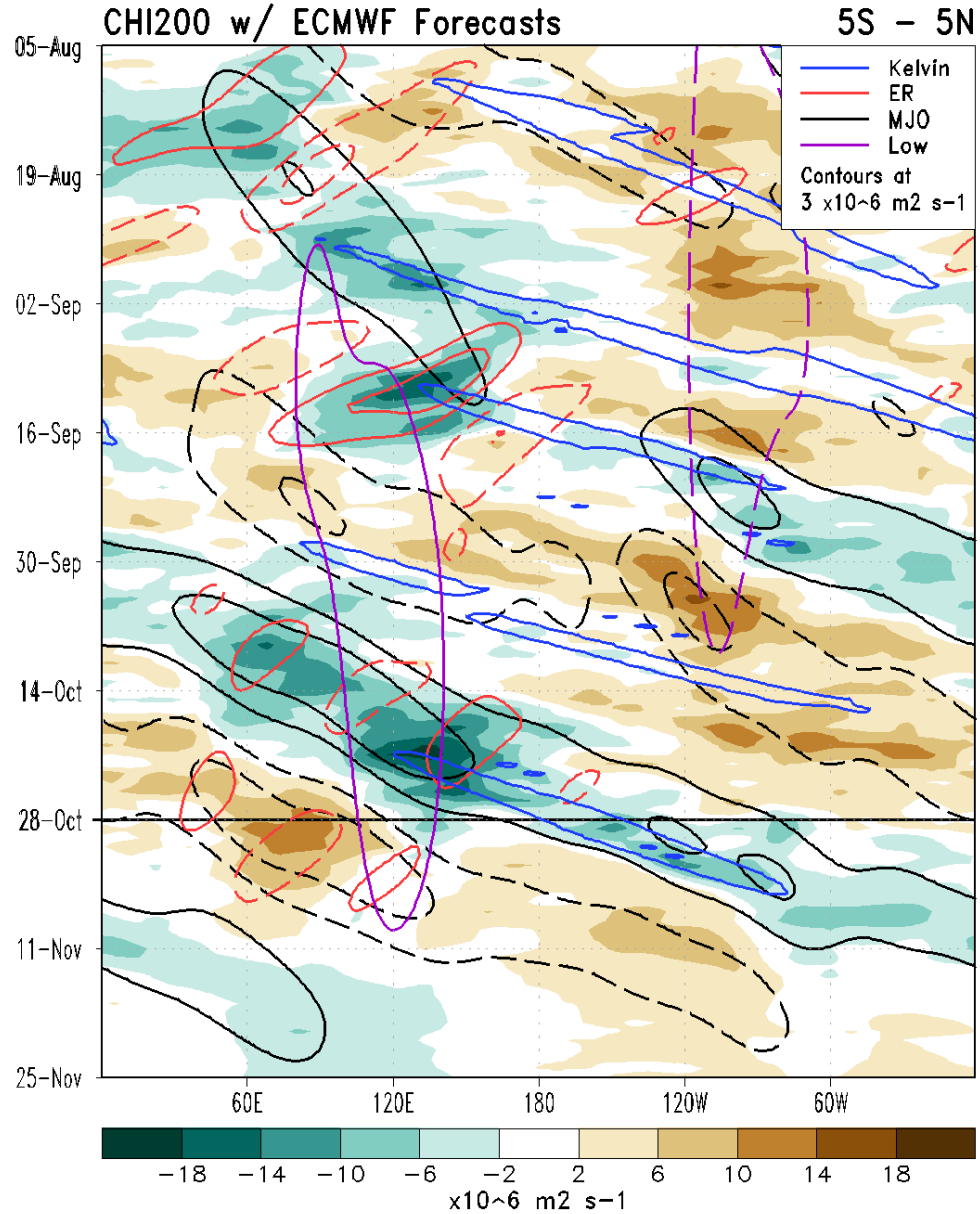 CHI200 w/ ECMWF Forecasts 5S - 5N
Kelvin
ER
MJO
Low
Contours at
3 x10^6 m2 s-1
05-Aug
19-Aug
02-Sep
16-Sep
30-Sep
14-Oct
28-Oct
11-Nov
25-Nov
60E 120E 180 120W 60W
-18 -14 -10 -6 -2 2 6 10 14 18
x10^6 m2 s-1